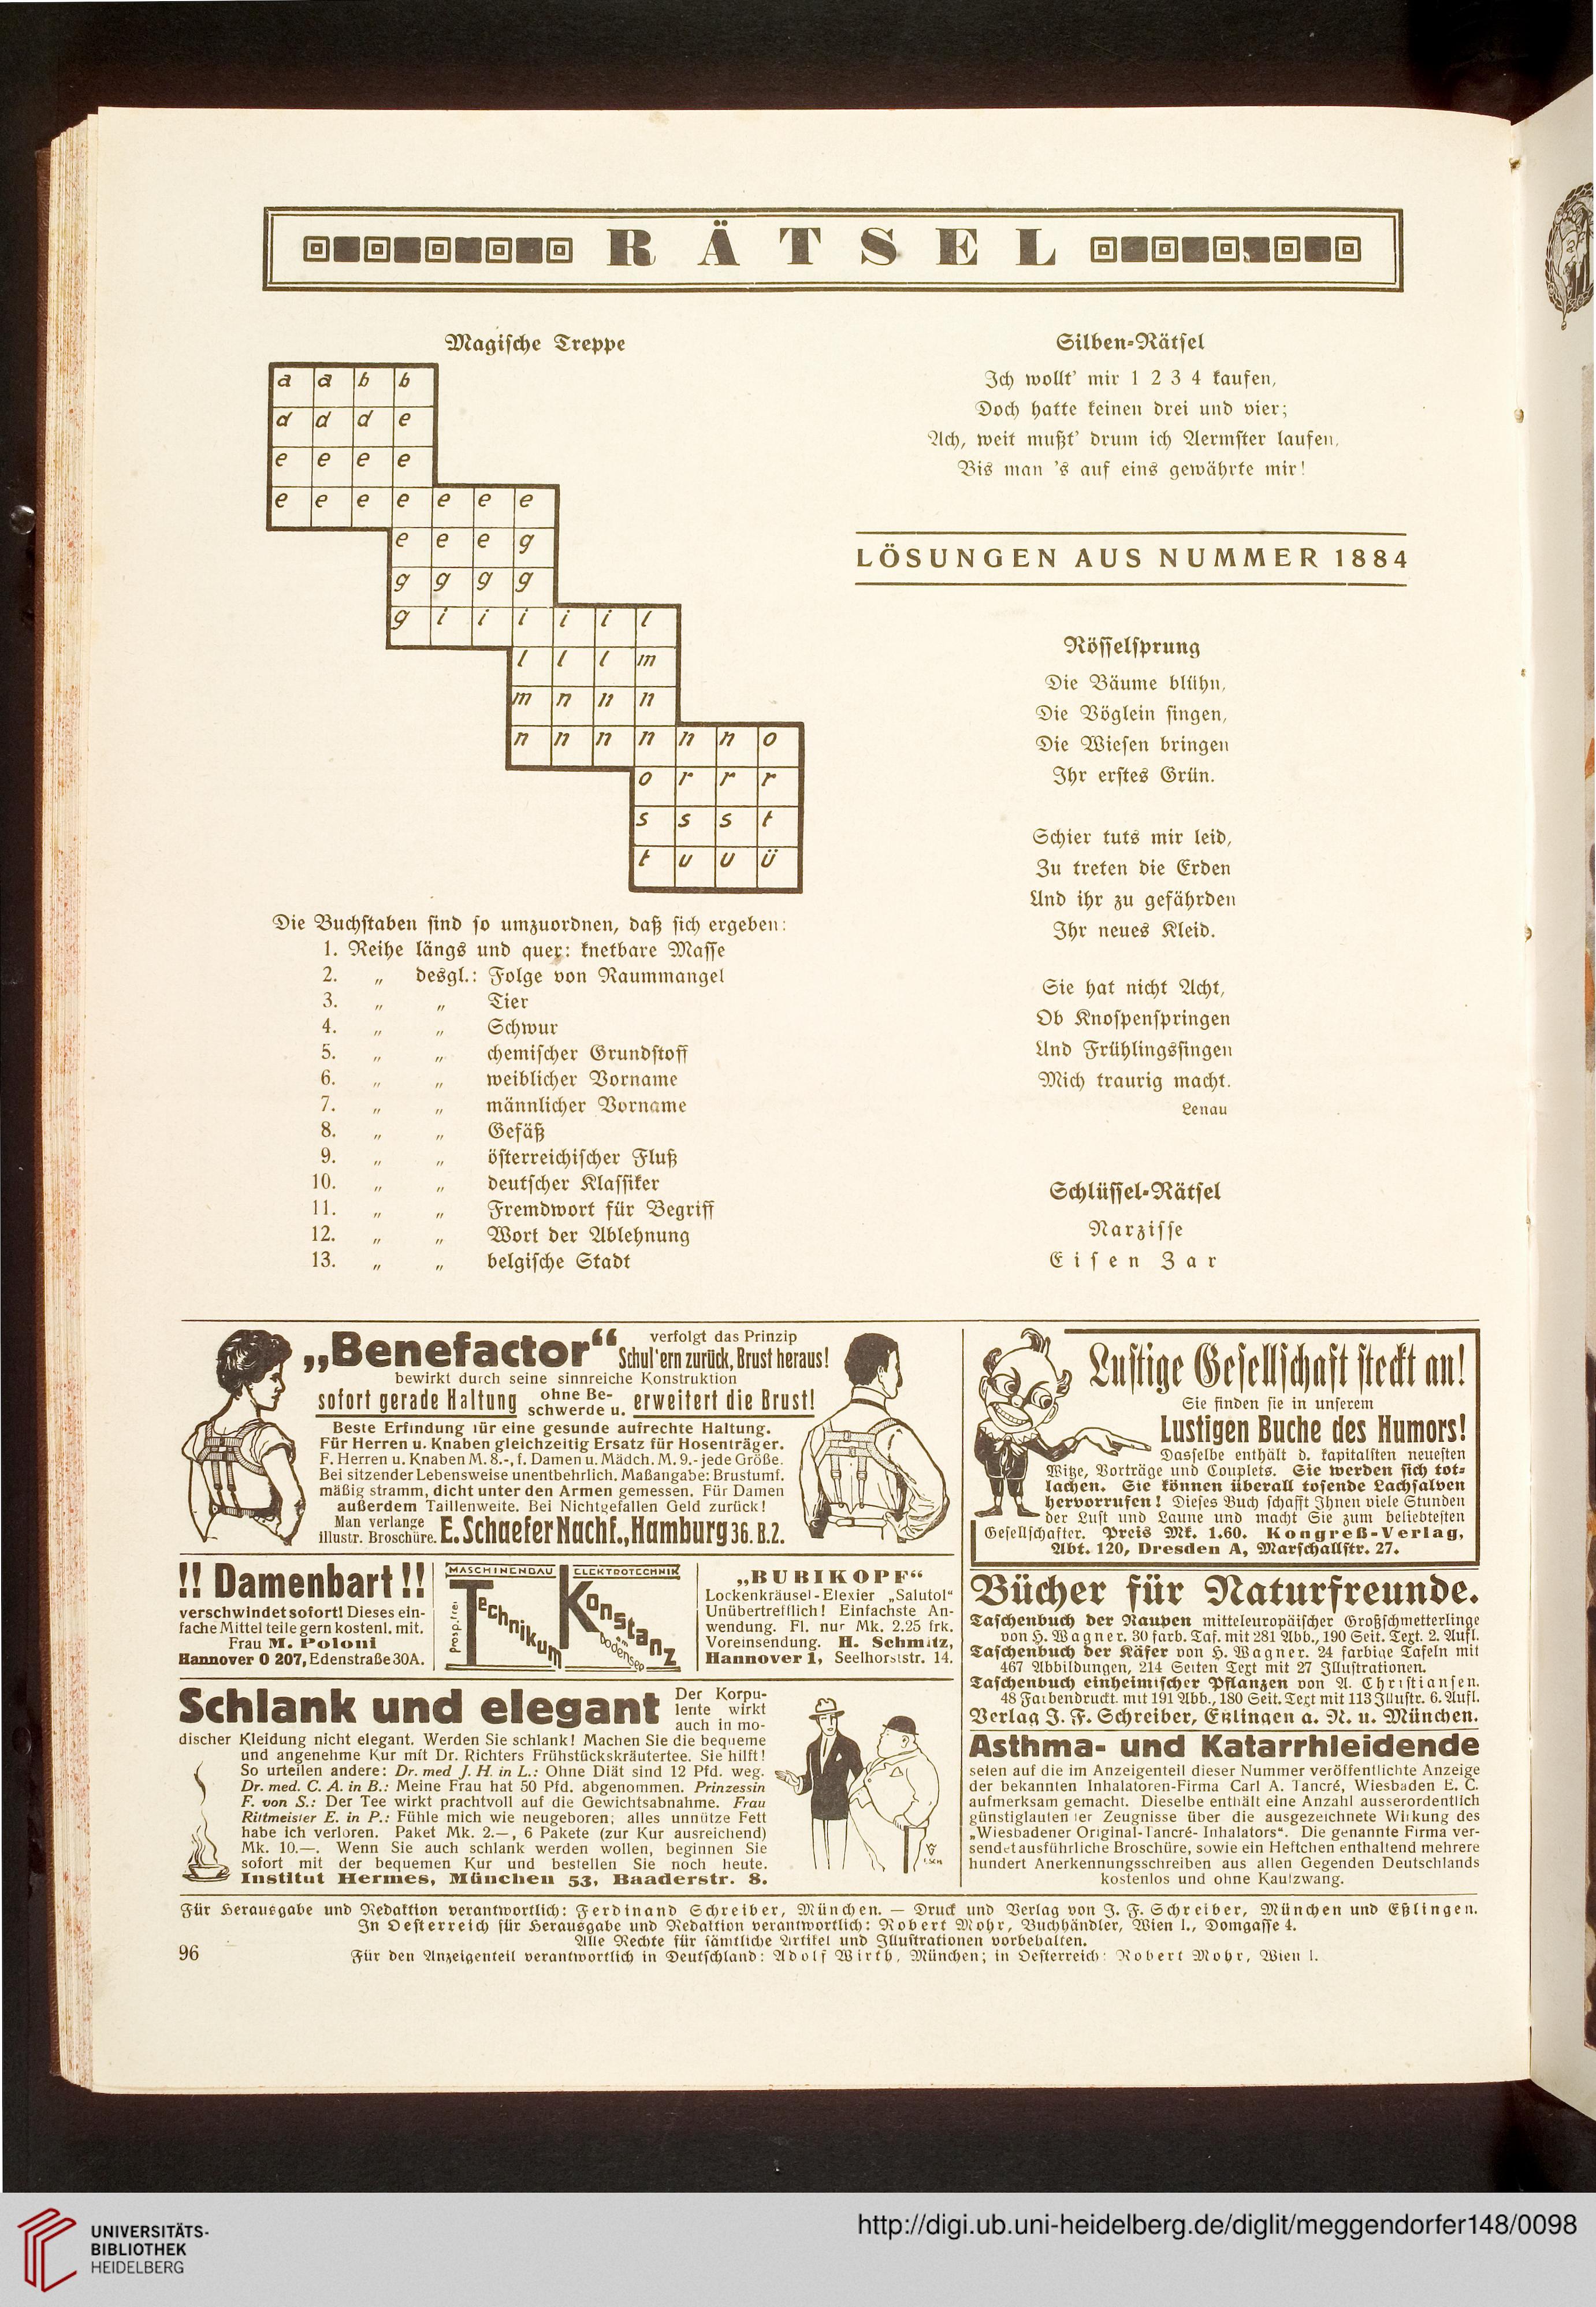 RÄTSEL
Magische Treppe
a a b b
d d d e
e e e e
e e e e e e e
e e e g
g g g g
g i i i i i l
l l l m
m n n n
n n n n n n o
o r r r
s s s t
t u u ü
Die Buchstaben sind so umzuordnen, daß sich ergeben:
1. Reihe längs und quer: knetbare Masse
2. „ desgl.: Folge von Raummangel
3. „ „ Tier
4. „ „ Schwur
5. „ „ chemischer Grundstoff
6. „ „ weiblicher Vorname
7. „ „ männlicher Vorname
8. „ „ Gefäß
9. „ „ österreichischer Fluß
10. „ „ deutscher Klassiker
11. „ „ Fremdwort für Begriff
12. „ „ Wort der Ablehnung
13. „ „ belgische Stadt
Silben-Rätsel
Ich wollt' mir 1 2 3 4 kaufen,
Doch hatte keinen drei und vier;
Ach, weit mußt' drum ich Aermster laufen,
Bis man 's auf eins gewährte mir!
LÖSUNGEN AUS NUMMER 1884
Rösselsprung
Die Bäume blühn,
Die Vöglein singen,
Die Wiesen bringen
Ihr erstes Grün.
Schier tuts mir leid,
Zu treten die Erden
Und ihr zu gefährden
Ihr neues Kleid.
Sie hat nicht Acht,
Ob Knospenspringen
Und Frühlingssingen
Mich traurig macht.
Lenau
Schlüssel-Rätsel
Narzisse
Eisen Zar
„Benefactor“ verfolgt das Prinzip
Schultern zurück, Brust heraus!
bewirkt durch seine sinnreiche Konstruktion
sofort gerade Haltung ohne Be-
schwerde u. erweitert die Brust!
Beste Erfindung für eine gesunde aufrechte Haltung.
Für Herren u. Knaben gleichzeitig Ersatz für Hosenträger.
F. Herren u. Knaben M. 8.-, f. Damen u. Mädch. M. 9.- jede Größe.
Bei sitzender Lebensweise unentbehrlich. Maßangabe: Brustumf.
mäßig stramm, dicht unter den Armen gemessen. Für Damen
außerdem Taillenweite. Bei Nichtgefallen Geld zurück!
Man verlange
illustr. Broschüre. E. Schaefer Nachf., Hamburg 36. B.2.
!! Damenbart !!
verschwindet sofort! Dieses ein-
fache Mittel teile gern kostenl. mit.
Frau M. Poloni
Hannover O 207, Edenstraße 30A.
MASCHINENBAU ELEKTROTECHNIK
Prosp. frei
Technikum Konstanz
am Bodensee
„BUBIKOPF“
Lockenkräusel-Elexier „Salutol“
Unübertrefflich! Einfachste An-
wendung. Fl. nur Mk. 2.25 frk.
Voreinsendung. H. Schmitz,
Hannover 1, Seelhorststr. 14.
Schlank und elegant Der Korpu-
lente wirkt
auch in mo-
discher Kleidung nicht elegant. Werden Sie schlank! Machen Sie die bequeme
und angenehme Kur mit Dr. Richters Frühstückskräutertee. Sie hilft!
So urteilen andere: Dr. med J. H. in L.: Ohne Diät sind 12 Pfd. weg.
Dr. med. C. A. in B.: Meine Frau hat 50 Pfd. abgenommen. Prinzessin
F. von S.: Der Tee wirkt prachtvoll auf die Gewichtsabnahme. Frau
Rittmeister E. in P.: Fühle mich wie neugeboren; alles unnütze Fett
habe ich verloren. Paket Mk. 2.—, 6 Pakete (zur Kur ausreichend)
Mk. 10.—. Wenn Sie auch schlank werden wollen, beginnen Sie
sofort mit der bequemen Kur und bestellen Sie noch heute.
Institut Hermes, München 53, Baaderstr. 8.
Lustige Gesellschaft steckt an!
Sie finden sie in unserem
Lustigen Buche des Humors!
Dasselbe enthält d. kapitalsten neuesten
Witze, Vorträge und Couplets. Sie werden sich tot-
lachen. Sie können überall tosende Lachsalven
hervorrufen! Dieses Buch schafft Ihnen viele Stunden
der Lust und Laune und macht Sie zum beliebtesten
Gesellschafter. Preis Mk. 1.60. Kongreß-Verlag,
Abt. 120, Dresden A, Marschallstr. 27.
Bücher für Naturfreunde.
Taschenbuch der Raupen mitteleuropäischer Großschmetterlinge
von H. Wagner. 30 farb. Taf. mit 281 Abb., 190 Seit. Text. 2. Aufl.
Taschenbuch der Käfer von H. Wagner. 24 farbige Tafeln mit
467 Abbildungen, 214 Seiten Text mit 27 Illustrationen.
Taschenbuch einheimischer Pflanzen von A. Christiansen.
48 Farbendruckt. mit 191 Abb., 180 Seit. Text mit 113 Illustr. 6. Aufl.
Verlag J. F. Schreiber, Eßlingen a. N. u. München.
Asthma- und Katarrhleidende
seien auf die im Anzeigenteil dieser Nummer veröffentlichte Anzeige
der bekannten Inhalatoren-Firma Carl A. Tancré, Wiesbaden E. C.
aufmerksam gemacht. Dieselbe enthält eine Anzahl ausserordentlich
günstiglautender Zeugnisse über die ausgezeichnete Wirkung des
„Wiesbadener Original-Tancré-Inhalators“. Die genannte Firma ver-
sendet ausführliche Broschüre, sowie ein Heftchen enthaltend mehrere
hundert Anerkennungsschreiben aus allen Gegenden Deutschlands
kostenlos und ohne Kaufzwang.
Für Herausgabe und Redaktion verantwortlich: Ferdinand Schreiber, München. — Druck und Verlag von J. F. Schreiber, München und Eßlingen.
In Oesterreich für Herausgabe und Redaktion verantwortlich: Robert Mohr, Buchhändler, Wien I., Domgasse 4.
Alle Rechte für sämtliche Artikel und Illustrationen vorbehalten.
Für den Anzeigenteil verantwortlich in Deutschland: Adolf Wirth, München; in Oesterreich: Robert Mohr, Wien I.
96
UNIVERSITÄTS-
BIBLIOTHEK
HEIDELBERG
http://digi.ub.uni-heidelberg.de/diglit/meggendorfer148/0098